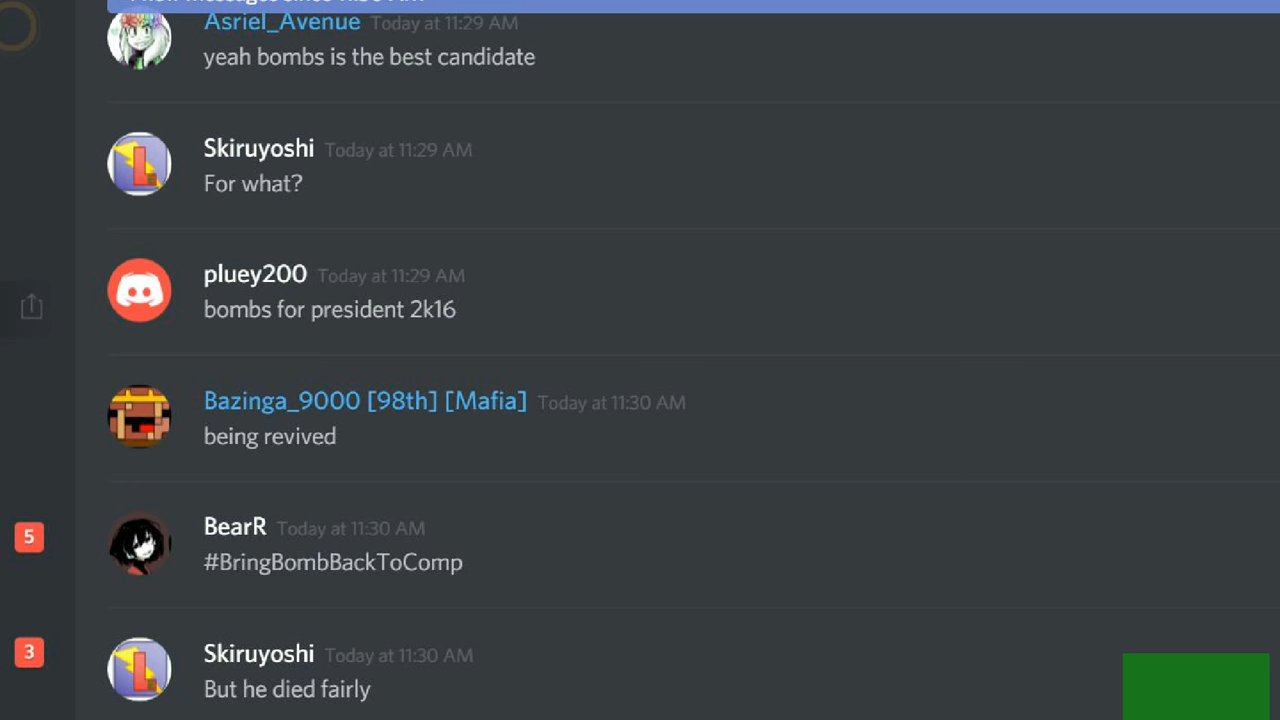 Asriel_Avenue Today at 11:29 AM
yeah bombs is the best candidate
Skiruyoshi Today at 11:29 AM
For what?
pluey200 Today at 11:29 AM
bombs for president 2k16
Bazinga_9000 [98th] [Mafia] Today at 11:30 AM
being revived
5
BearR Today at 11:30 AM
#BringBombBackToComp
3
Skiruyoshi Today at 11:30 AM
But he died fairly